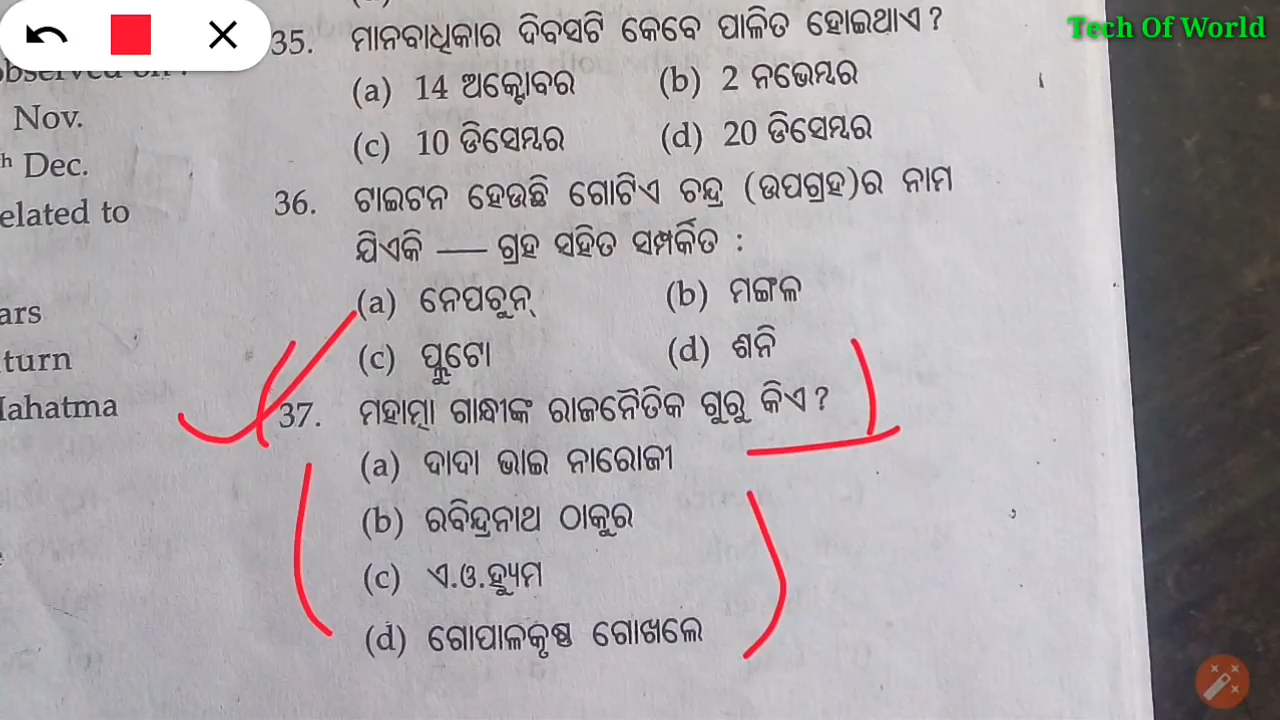 35. ମାନବାଧିକାର ଦିବସଟି କେବେ ପାଳିତ ହୋଇଥାଏ ?
Tech Of World
(a) 14 ଅକ୍ଟୋବର (b) 2 ନଭେମ୍ବର
(c) 10 ଡିସେମ୍ବର (d) 20 ଡିସେମ୍ବର
36. ଟାଇଟନ ହେଉଛି ଗୋଟିଏ ଚନ୍ଦ୍ର (ଉପଗ୍ରହ)ର ନାମ
ଯିଏକି — ଗ୍ରହ ସହିତ ସମ୍ପର୍କିତ :
(a) ନେପଚୁନ୍ (b) ମଙ୍ଗଳ
(c) ପ୍ଲୁଟୋ (d) ଶନି
37. ମହାତ୍ମା ଗାନ୍ଧୀଙ୍କ ରାଜନୈତିକ ଗୁରୁ କିଏ ?
(a) ଦାଦା ଭାଇ ନାରୋଜୀ
(b) ରବିନ୍ଦ୍ରନାଥ ଠାକୁର
(c) ଏ.ଓ.ହ୍ୟୁମ
(d) ଗୋପାଳକୃଷ୍ଣ ଗୋଖଲେ
Nov.
th Dec.
elated to
ars
turn